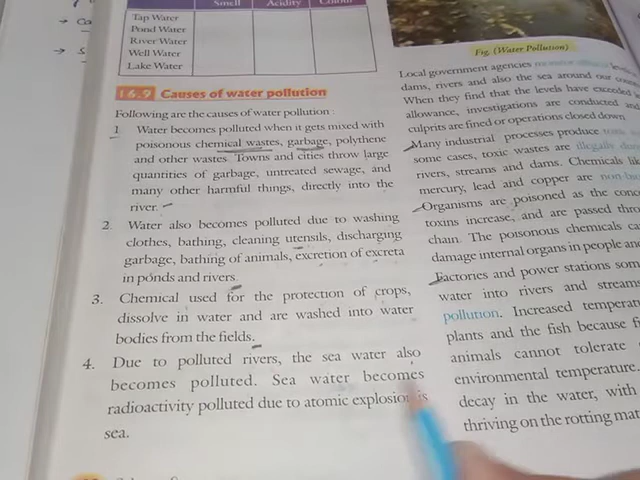 Smell Acidity Colour
Tap Water
Pond Water
River Water
Well Water
Lake Water
16.9 Causes of water pollution
Following are the causes of water pollution :
1. Water becomes polluted when it gets mixed with
poisonous chemical wastes, garbage, polythene
and other wastes. Towns and cities throw large
quantities of garbage, untreated sewage, and
many other harmful things, directly into the
river.
2. Water also becomes polluted due to washing
clothes, bathing, cleaning utensils, discharging
garbage, bathing of animals, excretion of excreta
in ponds and rivers.
3. Chemical used for the protection of crops,
dissolve in water and are washed into water
bodies from the fields.
4. Due to polluted rivers, the sea water also
becomes polluted. Sea water becomes
radioactivity polluted due to atomic explosion is
sea.
Fig. (Water Pollution)
Local government agencies
dams, rivers and also the sea around our
When they find that the levels have exceeded
allowance, investigations are conducted and
culprits are fined or operations closed down
Many industrial processes produce
some cases, toxic wastes are illegally
rivers, streams and dams. Chemicals
mercury, lead and copper are
Organisms are poisoned as the
toxins increase, and are passed
chain. The poisonous chemicals
damage internal organs in people
Factories and power stations
water into rivers and streams
pollution. Increased
plants and the fish because
animals cannot tolerate
environmental temperature.
decay in the water, with
thriving on the rotting